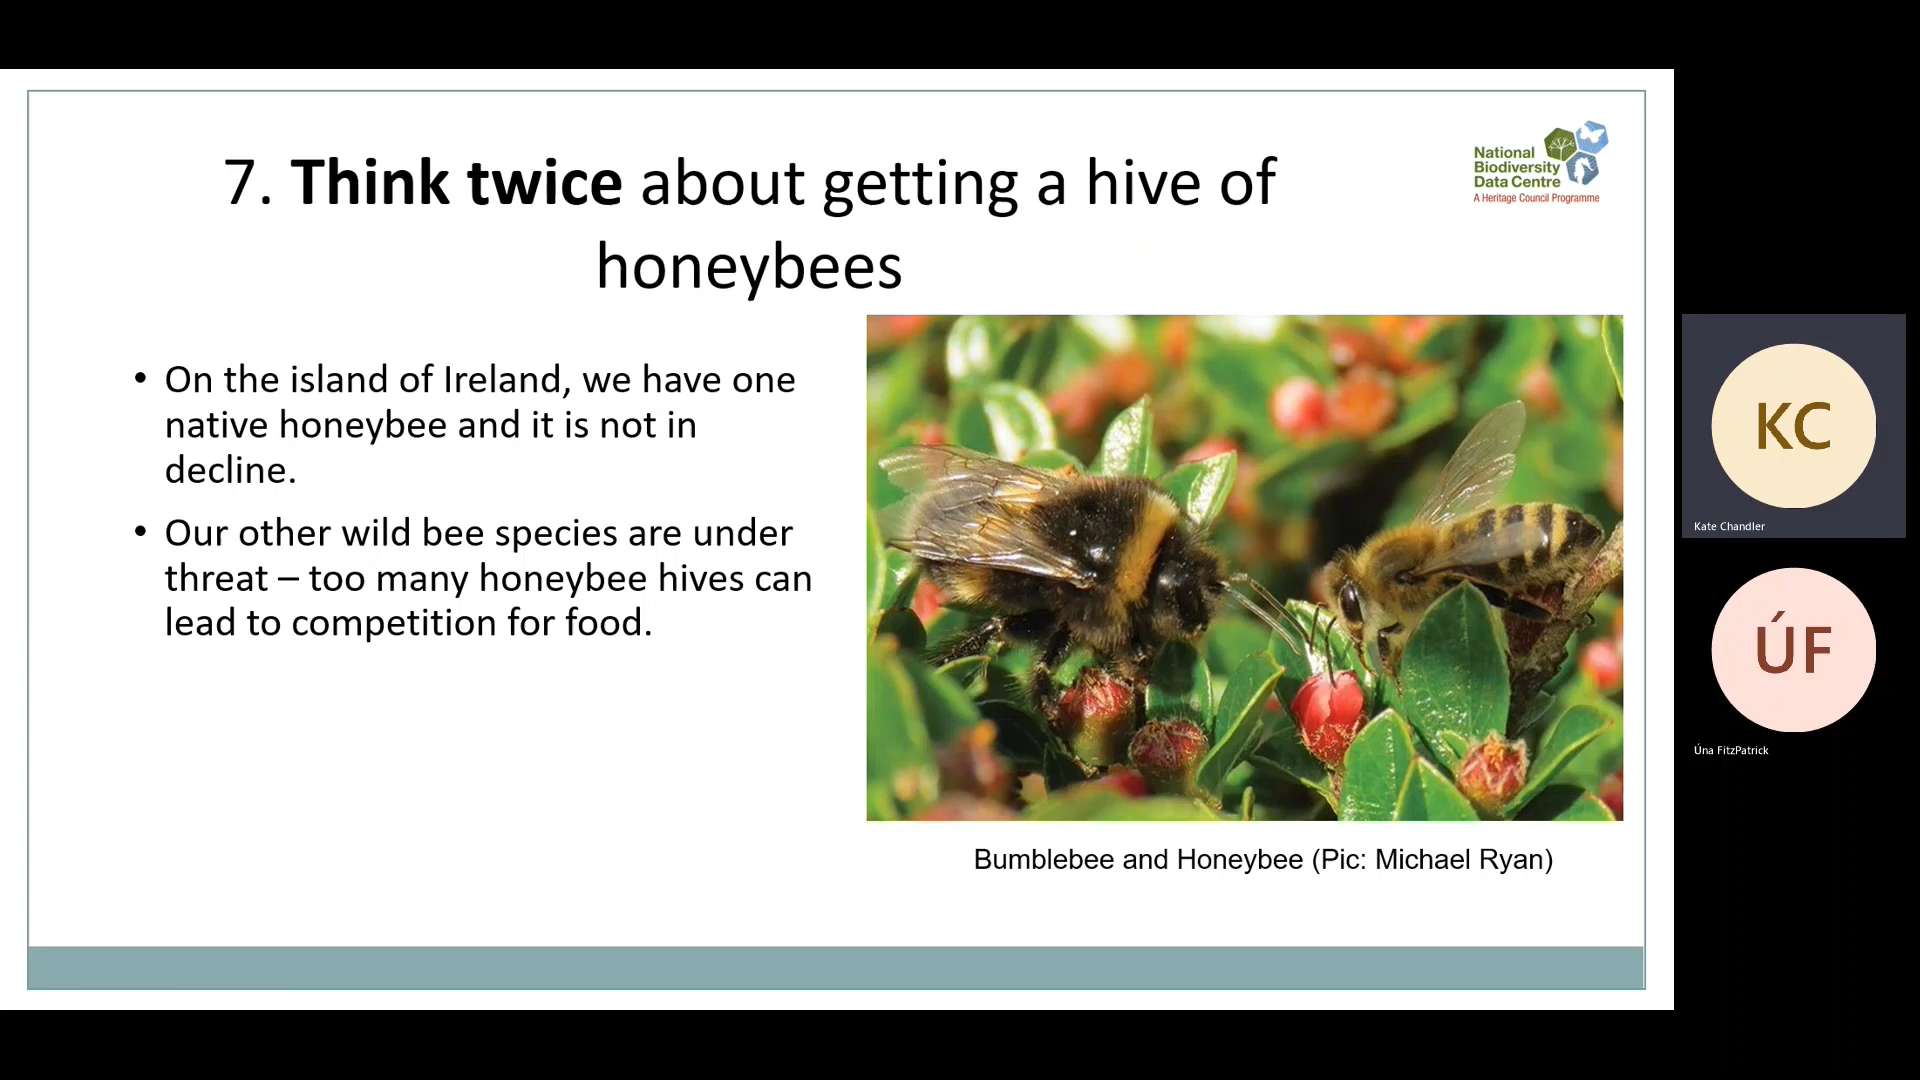 7. Think twice about getting a hive of
honeybees
National
Biodiversity
Data Centre
A Heritage Council Programme
• On the island of Ireland, we have one
native honeybee and it is not in
decline.
• Our other wild bee species are under
threat – too many honeybee hives can
lead to competition for food.
Bumblebee and Honeybee (Pic: Michael Ryan)
KC
Kate Chandler
ÚF
Úna FitzPatrick